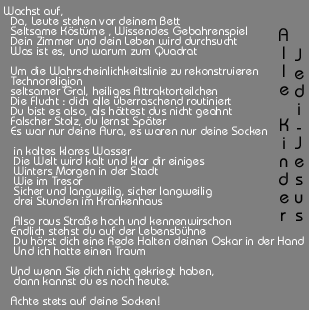 Wachst auf,
Da, Leute stehen vor deinem Bett
Seltsame Kostüme , Wissendes Gebahrenspiel
Dein Zimmer und dein Leben wird durchsucht
Was ist es, und warum zum Quadrat

Um die Wahrscheinlichkeitslinie zu rekonstruieren
Technoreligion
seltsamer Gral, heiliges Attraktorteilchen
Die Flucht : dich alle überraschend routiniert
Du bist es also, als hättest dus nicht geahnt
Falscher Stolz, du lernst Später
Es war nur deine Aura, es waren nur deine Socken

in kaltes klares Wasser
Die Welt wird kalt und klar dir einiges
Winters Morgen in der Stadt
Wie im Tresor
Sicher und langweilig, sicher langweilig
drei Stunden im Krankenhaus

Also raus Straße hoch und kennenwirschon
Endlich stehst du auf der Lebensbühne
Du hörst dich eine Rede Halten deinen Oskar in der Hand
Und ich hatte einen Traum

Und wenn Sie dich nicht gekriegt haben,
dann kannst du es noch heute.

Achte stets auf deine Socken!
Alle Kinder
Jedi-Jesus